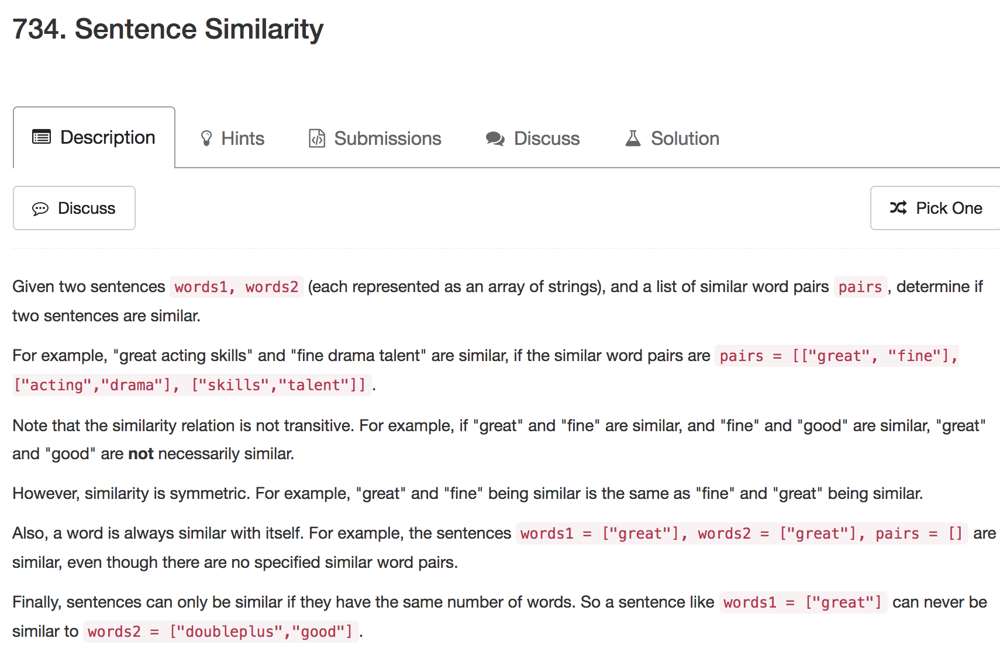 734. Sentence Similarity
Description Hints Submissions Discuss Solution
Discuss Pick One
Given two sentences words1, words2 (each represented as an array of strings), and a list of similar word pairs pairs, determine if
two sentences are similar.
For example, "great acting skills" and "fine drama talent" are similar, if the similar word pairs are pairs = [["great", "fine"],
["acting","drama"], ["skills","talent"]].
Note that the similarity relation is not transitive. For example, if "great" and "fine" are similar, and "fine" and "good" are similar, "great"
and "good" are not necessarily similar.
However, similarity is symmetric. For example, "great" and "fine" being similar is the same as "fine" and "great" being similar.
Also, a word is always similar with itself. For example, the sentences words1 = ["great"], words2 = ["great"], pairs = [] are
similar, even though there are no specified similar word pairs.
Finally, sentences can only be similar if they have the same number of words. So a sentence like words1 = ["great"] can never be
similar to words2 = ["doubleplus","good"].